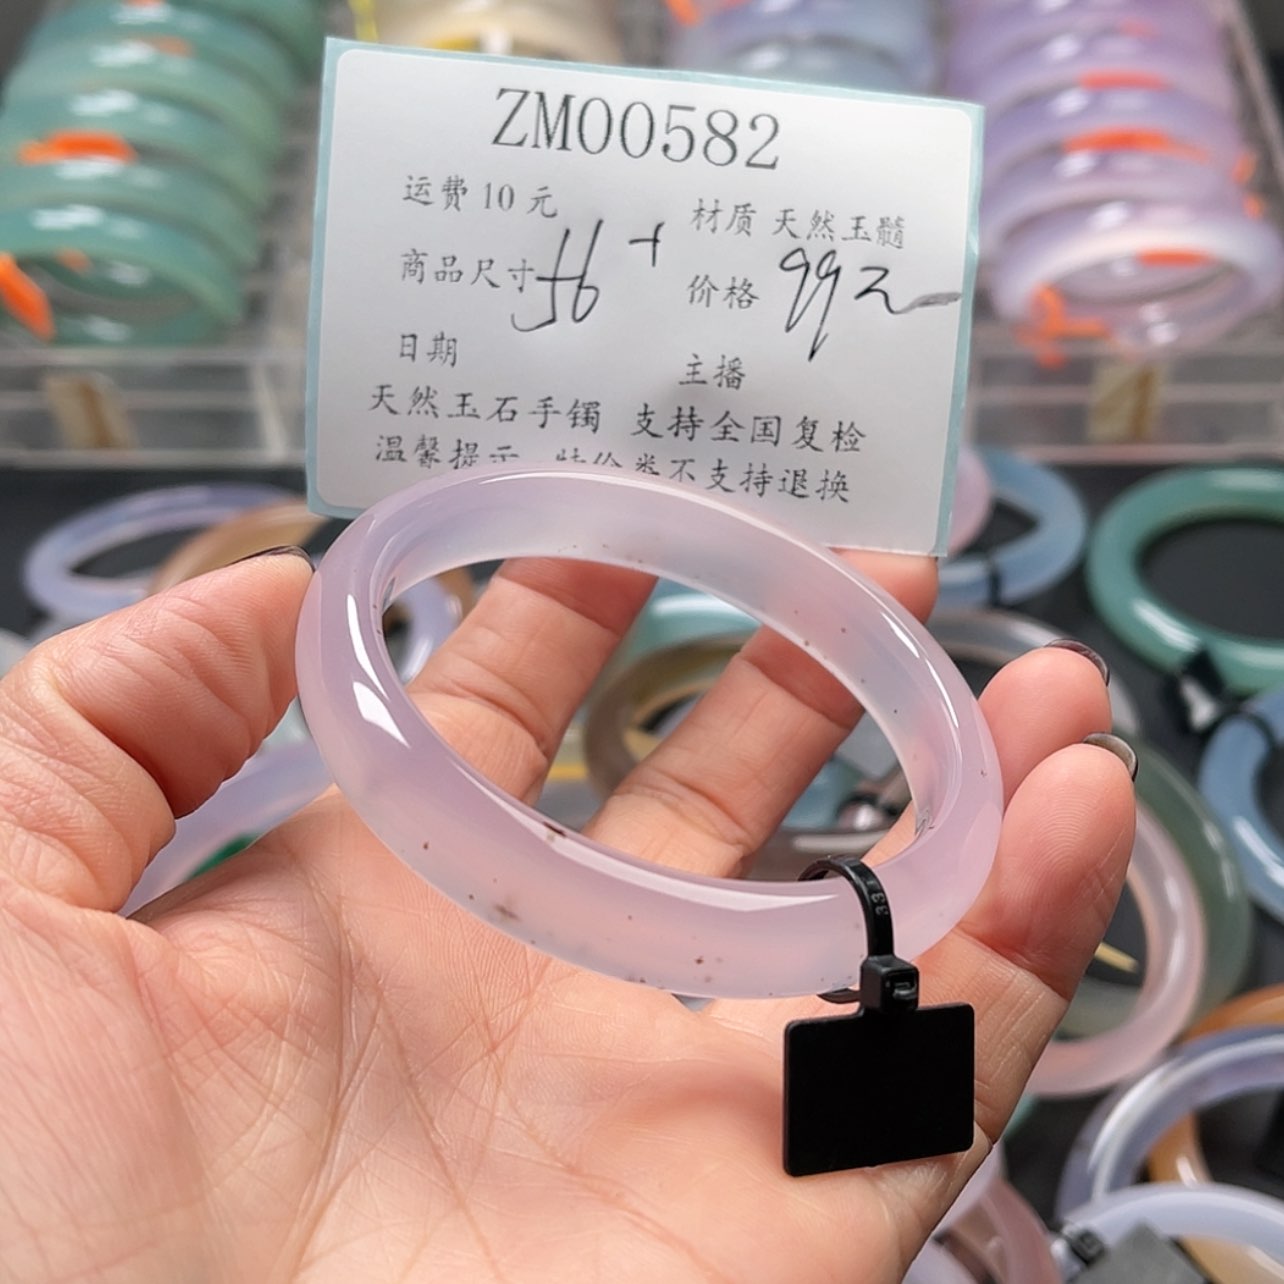 ZM00582
运费 10 元
材质 天然玉髓
商品尺寸 56+
价格 99元
日期
主播
天然玉石手镯 支持全国复检
温馨提示 特价类不支持退换